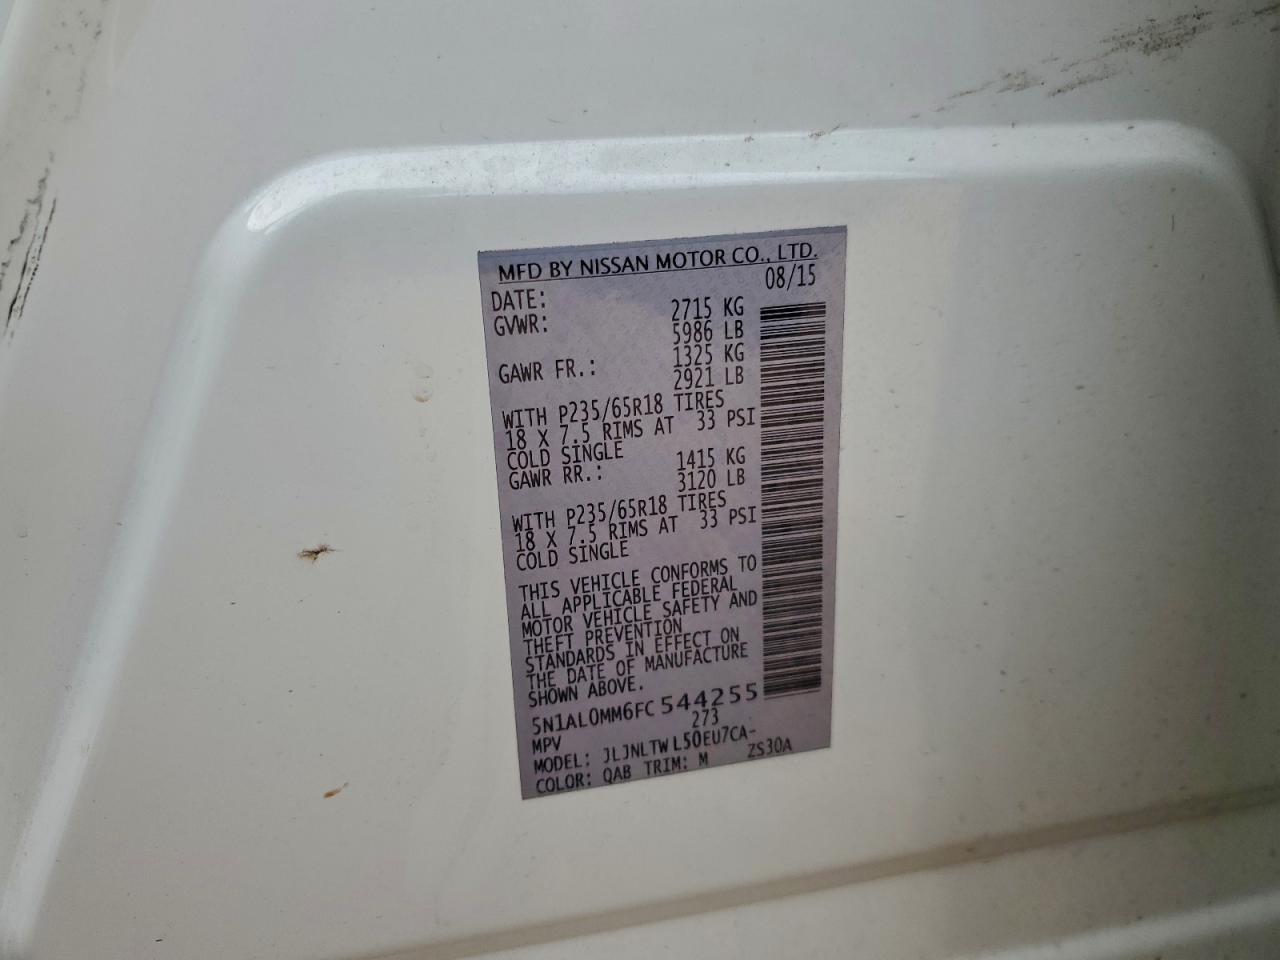 MFD BY NISSAN MOTOR CO., LTD.
DATE: 08/15
GVWR: 2715 KG
5986 LB
GAWR FR.: 1325 KG
2921 LB
WITH P235/65R18 TIRES
18 X 7.5 RIMS AT 33 PSI
COLD SINGLE
GAWR RR.: 1415 KG
3120 LB
WITH P235/65R18 TIRES
18 X 7.5 RIMS AT 33 PSI
COLD SINGLE
THIS VEHICLE CONFORMS TO
ALL APPLICABLE FEDERAL
MOTOR VEHICLE SAFETY AND
THEFT PREVENTION
STANDARDS IN EFFECT ON
THE DATE OF MANUFACTURE
SHOWN ABOVE.
5N1AL0MM6FC 544255
MPV 273
MODEL: JLJNLTW L50EU7CA-
COLOR: QAB TRIM: M ZS30A